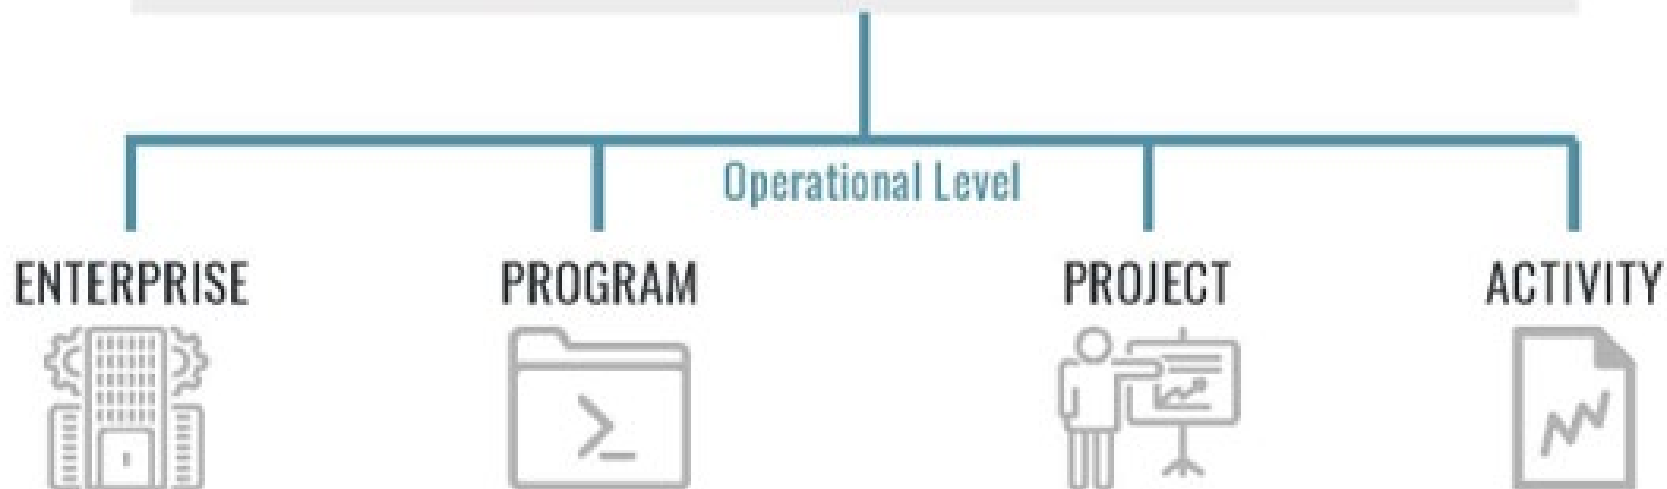 Operational Level
ENTERPRISE PROGRAM PROJECT ACTIVITY